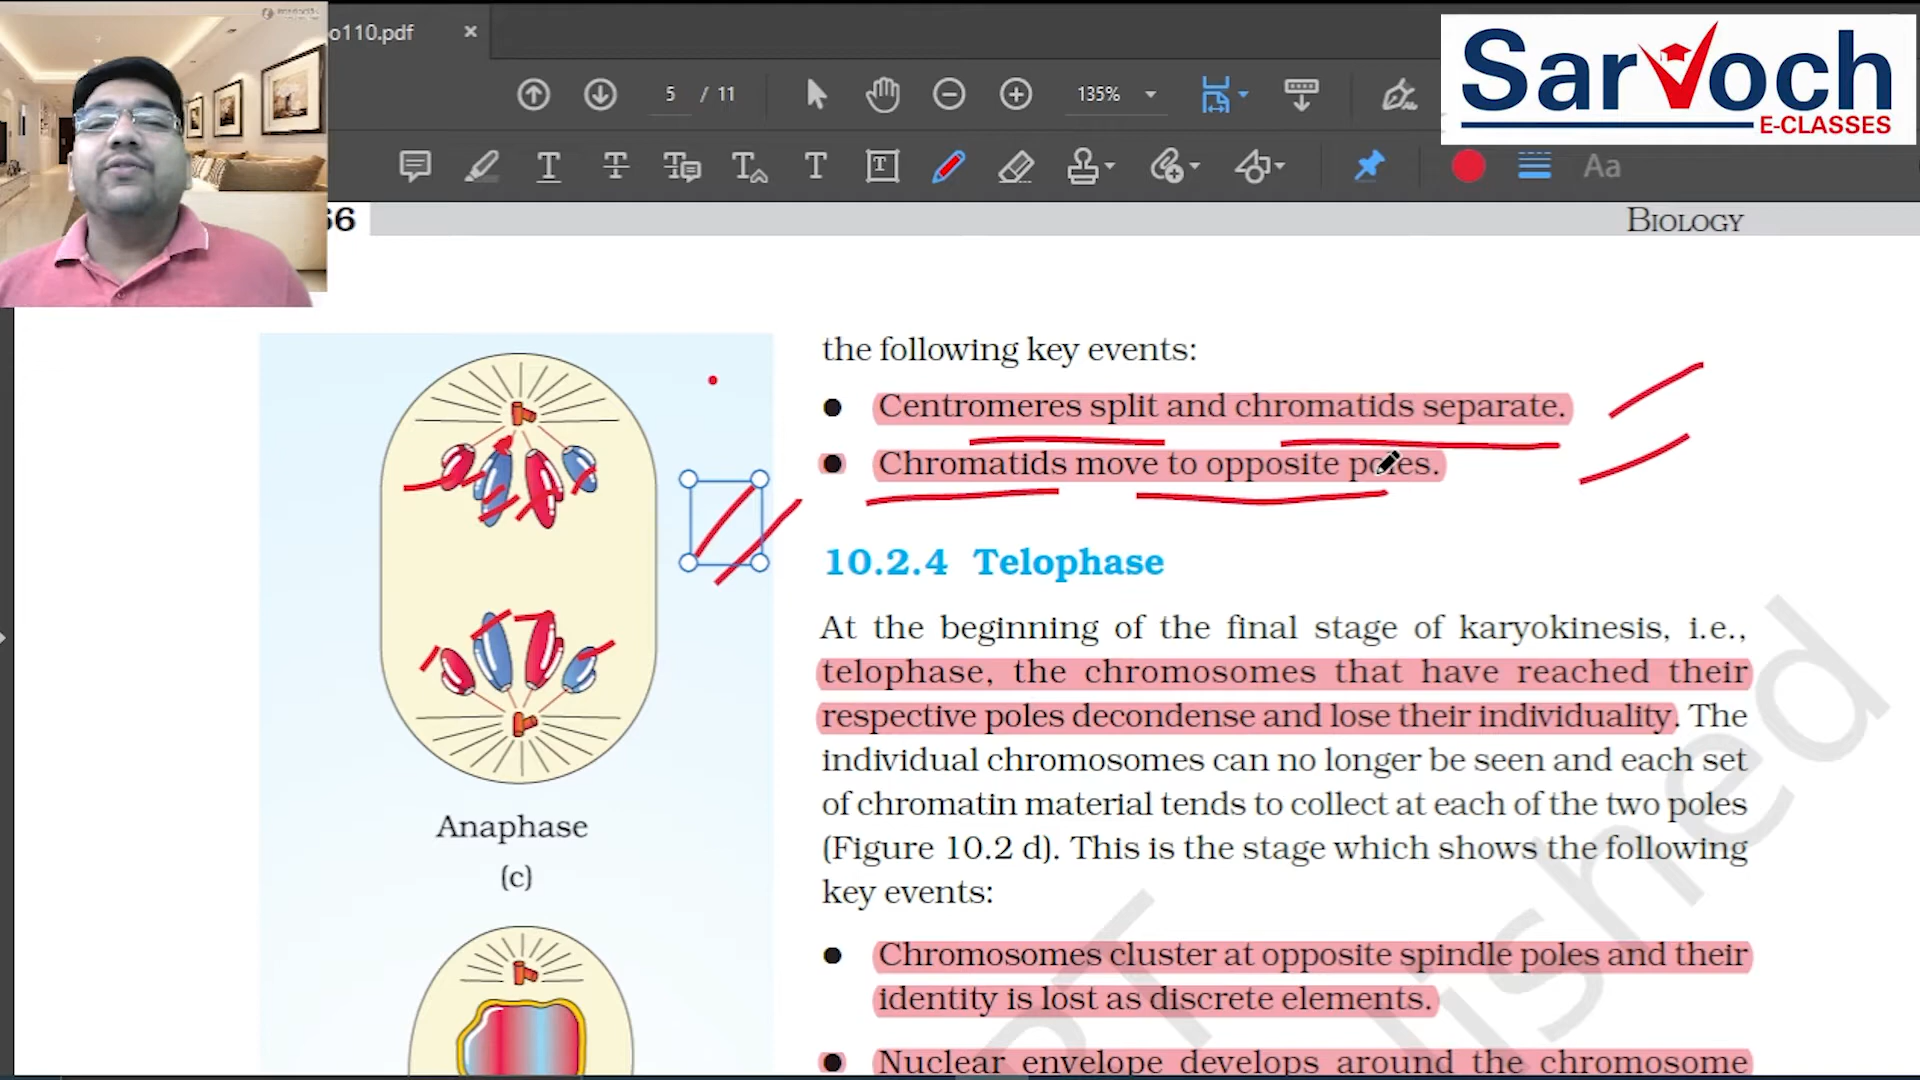 o110.pdf
5 / 11
135%
Sarvoch
E-CLASSES
Aa
66
BIOLOGY
the following key events:
● Centromeres split and chromatids separate.
● Chromatids move to opposite poles.
10.2.4 Telophase
At the beginning of the final stage of karyokinesis, i.e.,
telophase, the chromosomes that have reached their
respective poles decondense and lose their individuality. The
individual chromosomes can no longer be seen and each set
of chromatin material tends to collect at each of the two poles
(Figure 10.2 d). This is the stage which shows the following
key events:
● Chromosomes cluster at opposite spindle poles and their
identity is lost as discrete elements.
● Nuclear envelope develops around the chromosome
Anaphase
(c)